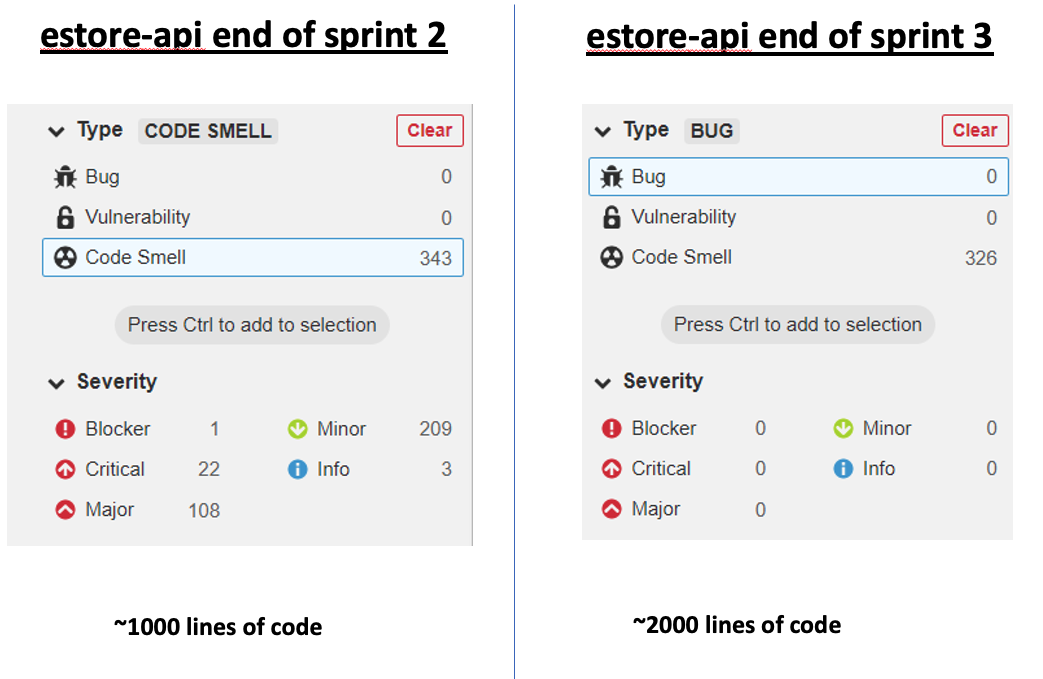 estore-api end of sprint 2
Type CODE SMELL Clear
Bug 0
Vulnerability 0
Code Smell 343
Press Ctrl to add to selection
Severity
Blocker 1 Minor 209
Critical 22 Info 3
Major 108
~1000 lines of code
estore-api end of sprint 3
Type BUG Clear
Bug 0
Vulnerability 0
Code Smell 326
Press Ctrl to add to selection
Severity
Blocker 0 Minor 0
Critical 0 Info 0
Major 0
~2000 lines of code